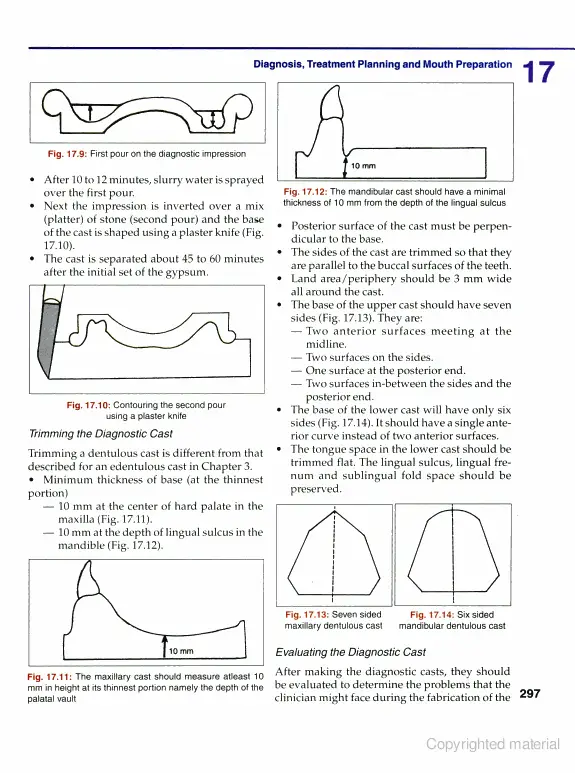 Diagnosis, Treatment Planning and Mouth Preparation 17
Fig. 17.9: First pour on the diagnostic impression
• After 10 to 12 minutes, slurry water is sprayed
over the first pour.
• Next the impression is inverted over a mix
(platter) of stone (second pour) and the base
of the cast is shaped using a plaster knife (Fig.
17.10).
• The cast is separated about 45 to 60 minutes
after the initial set of the gypsum.
Fig. 17.10: Contouring the second pour
using a plaster knife
Trimming the Diagnostic Cast
Trimming a dentulous cast is different from that
described for an edentulous cast in Chapter 3.
• Minimum thickness of base (at the thinnest
portion)
— 10 mm at the center of hard palate in the
maxilla (Fig. 17.11).
— 10 mm at the depth of lingual sulcus in the
mandible (Fig. 17.12).
10 mm
Fig. 17.11: The maxillary cast should measure atleast 10
mm in height at its thinnest portion namely the depth of the
palatal vault
10 mm
Fig. 17.12: The mandibular cast should have a minimal
thickness of 10 mm from the depth of the lingual sulcus
• Posterior surface of the cast must be perpen-
dicular to the base.
• The sides of the cast are trimmed so that they
are parallel to the buccal surfaces of the teeth.
• Land area/periphery should be 3 mm wide
all around the cast.
• The base of the upper cast should have seven
sides (Fig. 17.13). They are:
— Two anterior surfaces meeting at the
midline.
— Two surfaces on the sides.
— One surface at the posterior end.
— Two surfaces in-between the sides and the
posterior end.
• The base of the lower cast will have only six
sides (Fig. 17.14). It should have a single ante-
rior curve instead of two anterior surfaces.
• The tongue space in the lower cast should be
trimmed flat. The lingual sulcus, lingual fre-
num and sublingual fold space should be
preserved.
Fig. 17.13: Seven sided
maxillary dentulous cast
Fig. 17.14: Six sided
mandibular dentulous cast
Evaluating the Diagnostic Cast
After making the diagnostic casts, they should
be evaluated to determine the problems that the
clinician might face during the fabrication of the
297
Copyrighted material